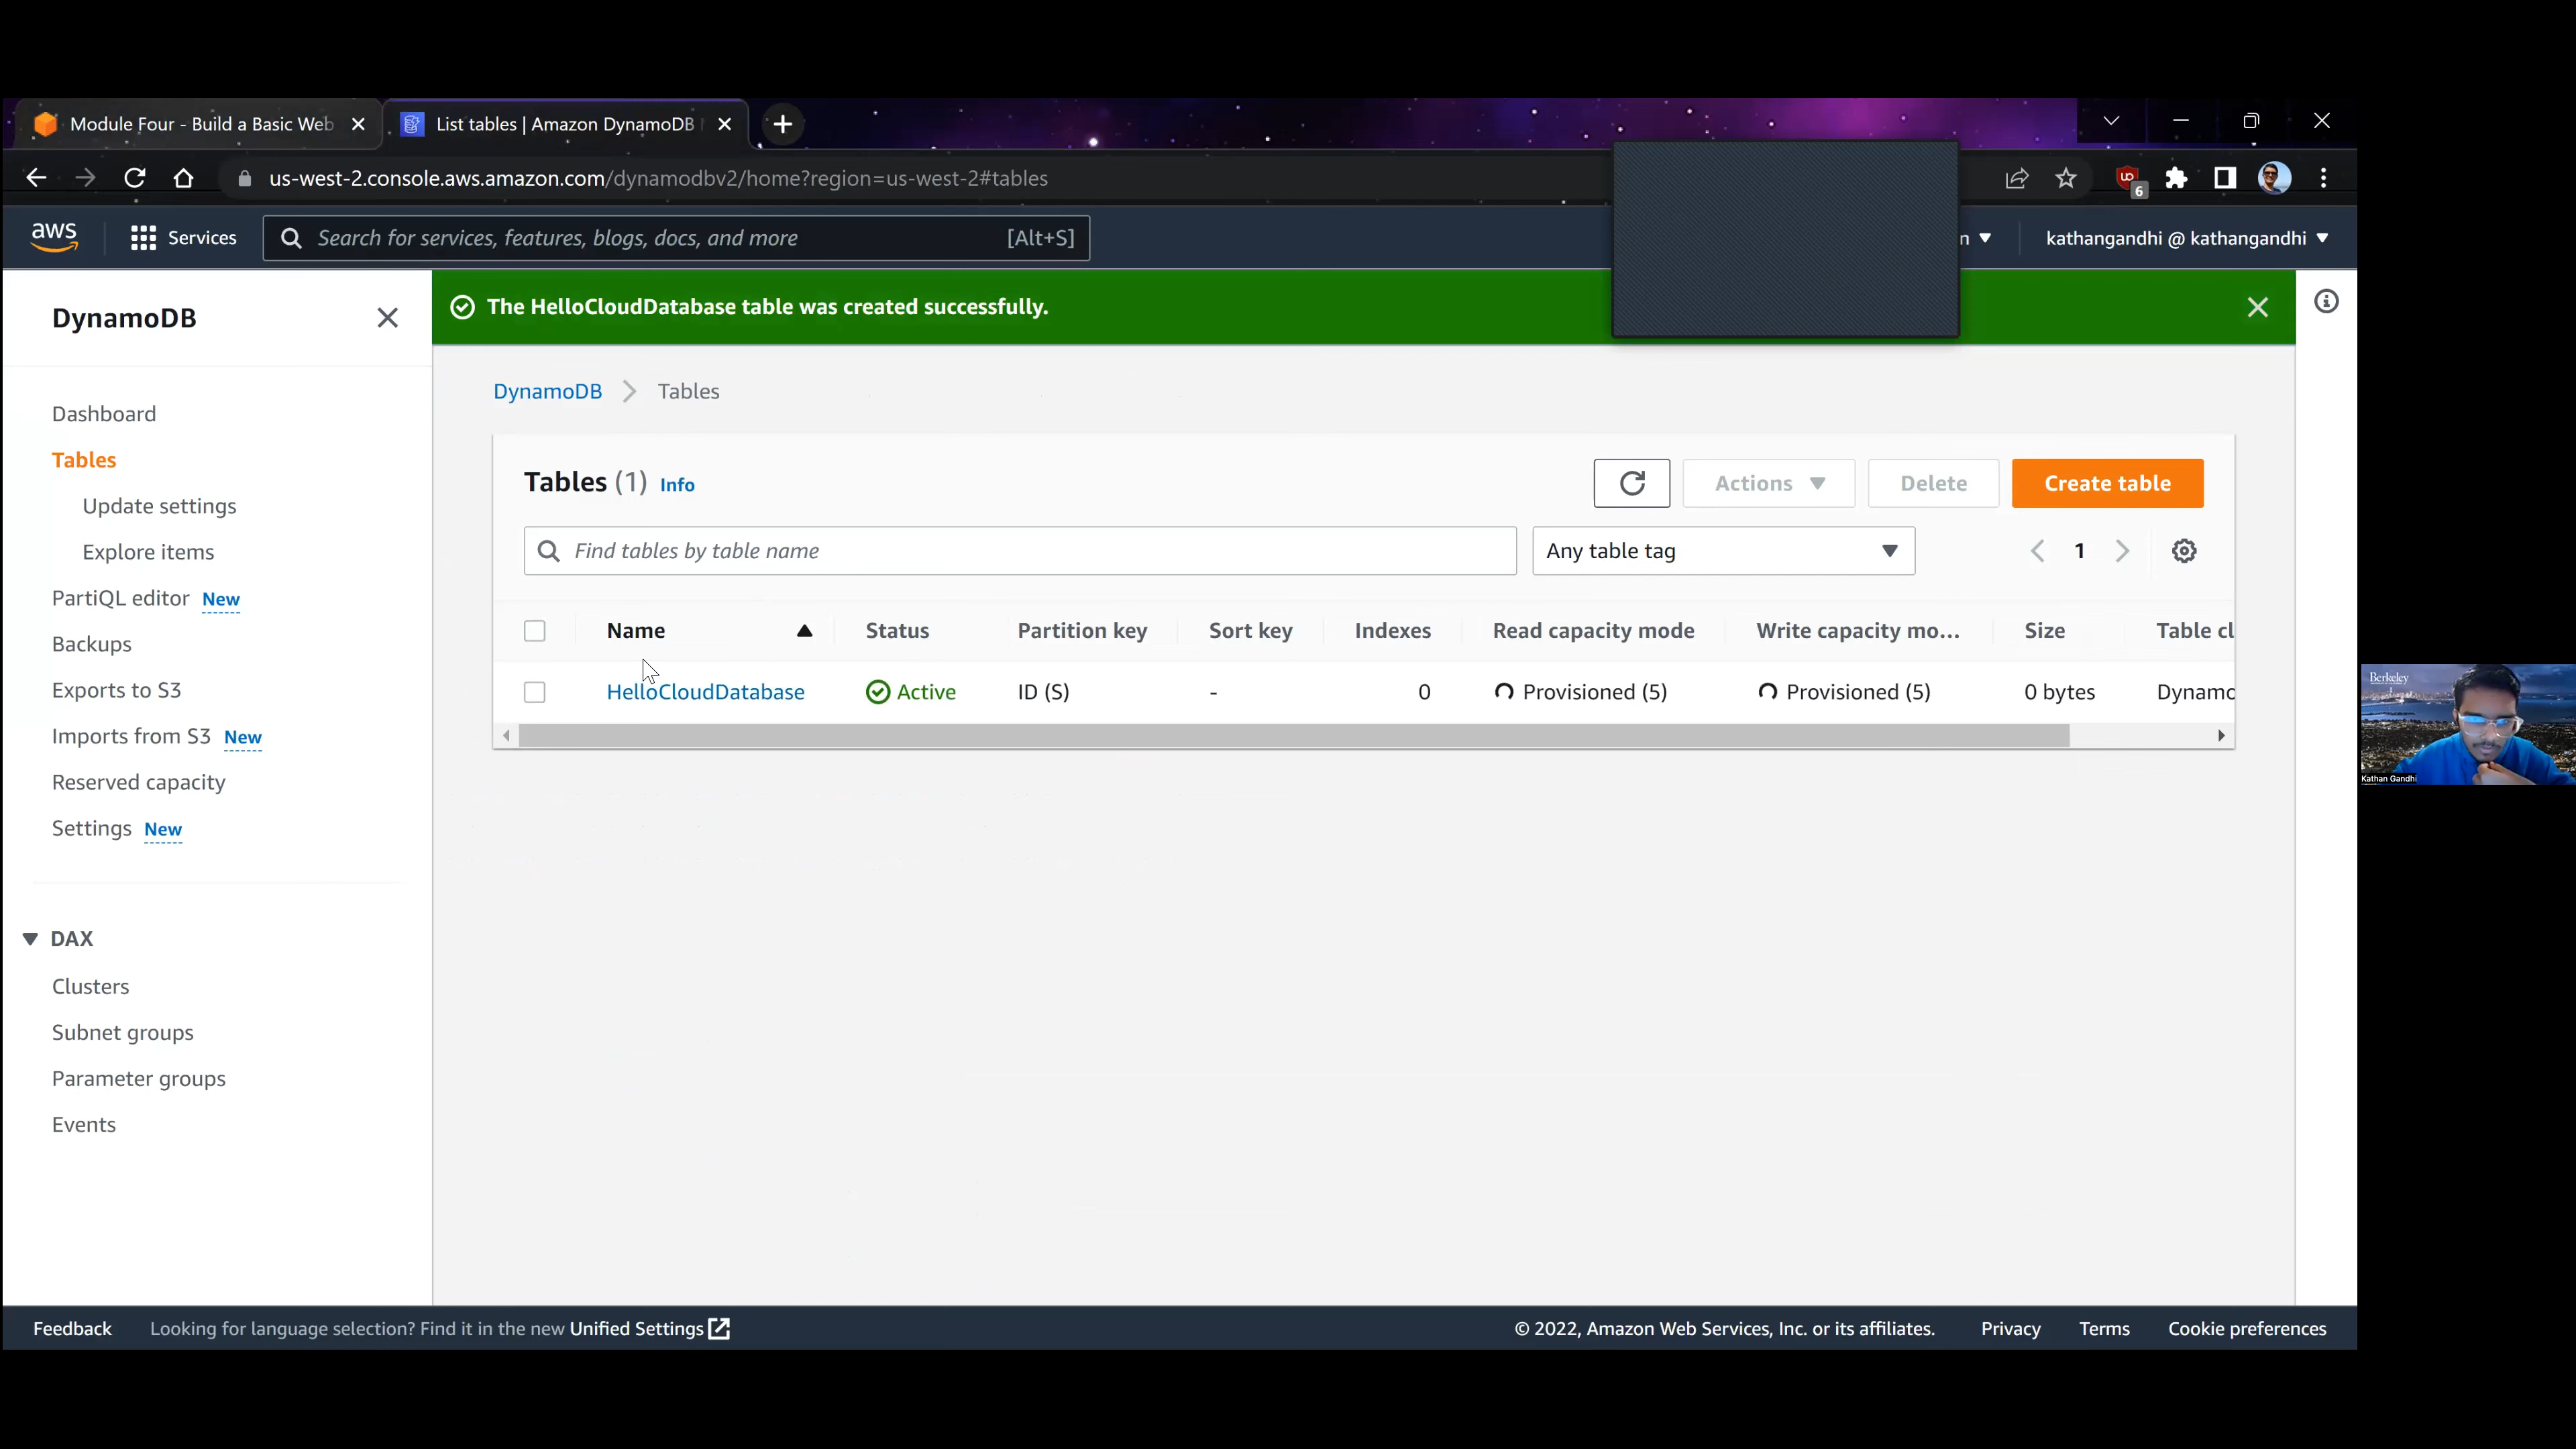 Module Four - Build a Basic Web
List tables | Amazon DynamoDB
us-west-2.console.aws.amazon.com/dynamodbv2/home?region=us-west-2#tables
6
aws
Services
Search for services, features, blogs, docs, and more
[Alt+S]
n
kathangandhi @ kathangandhi
DynamoDB
Dashboard
Tables
Update settings
Explore items
PartiQL editor New
Backups
Exports to S3
Imports from S3 New
Reserved capacity
Settings New
DAX
Clusters
Subnet groups
Parameter groups
Events
The HelloCloudDatabase table was created successfully.
DynamoDB > Tables
Tables (1) Info
Actions
Delete
Create table
Find tables by table name
Any table tag
1
Name Status Partition key Sort key Indexes Read capacity mode Write capacity mo... Size Table cl
HelloCloudDatabase Active ID (S) - 0 Provisioned (5) Provisioned (5) 0 bytes Dynamo
Berkeley
Kathan Gandhi
Feedback
Looking for language selection? Find it in the new Unified Settings
© 2022, Amazon Web Services, Inc. or its affiliates.
Privacy
Terms
Cookie preferences